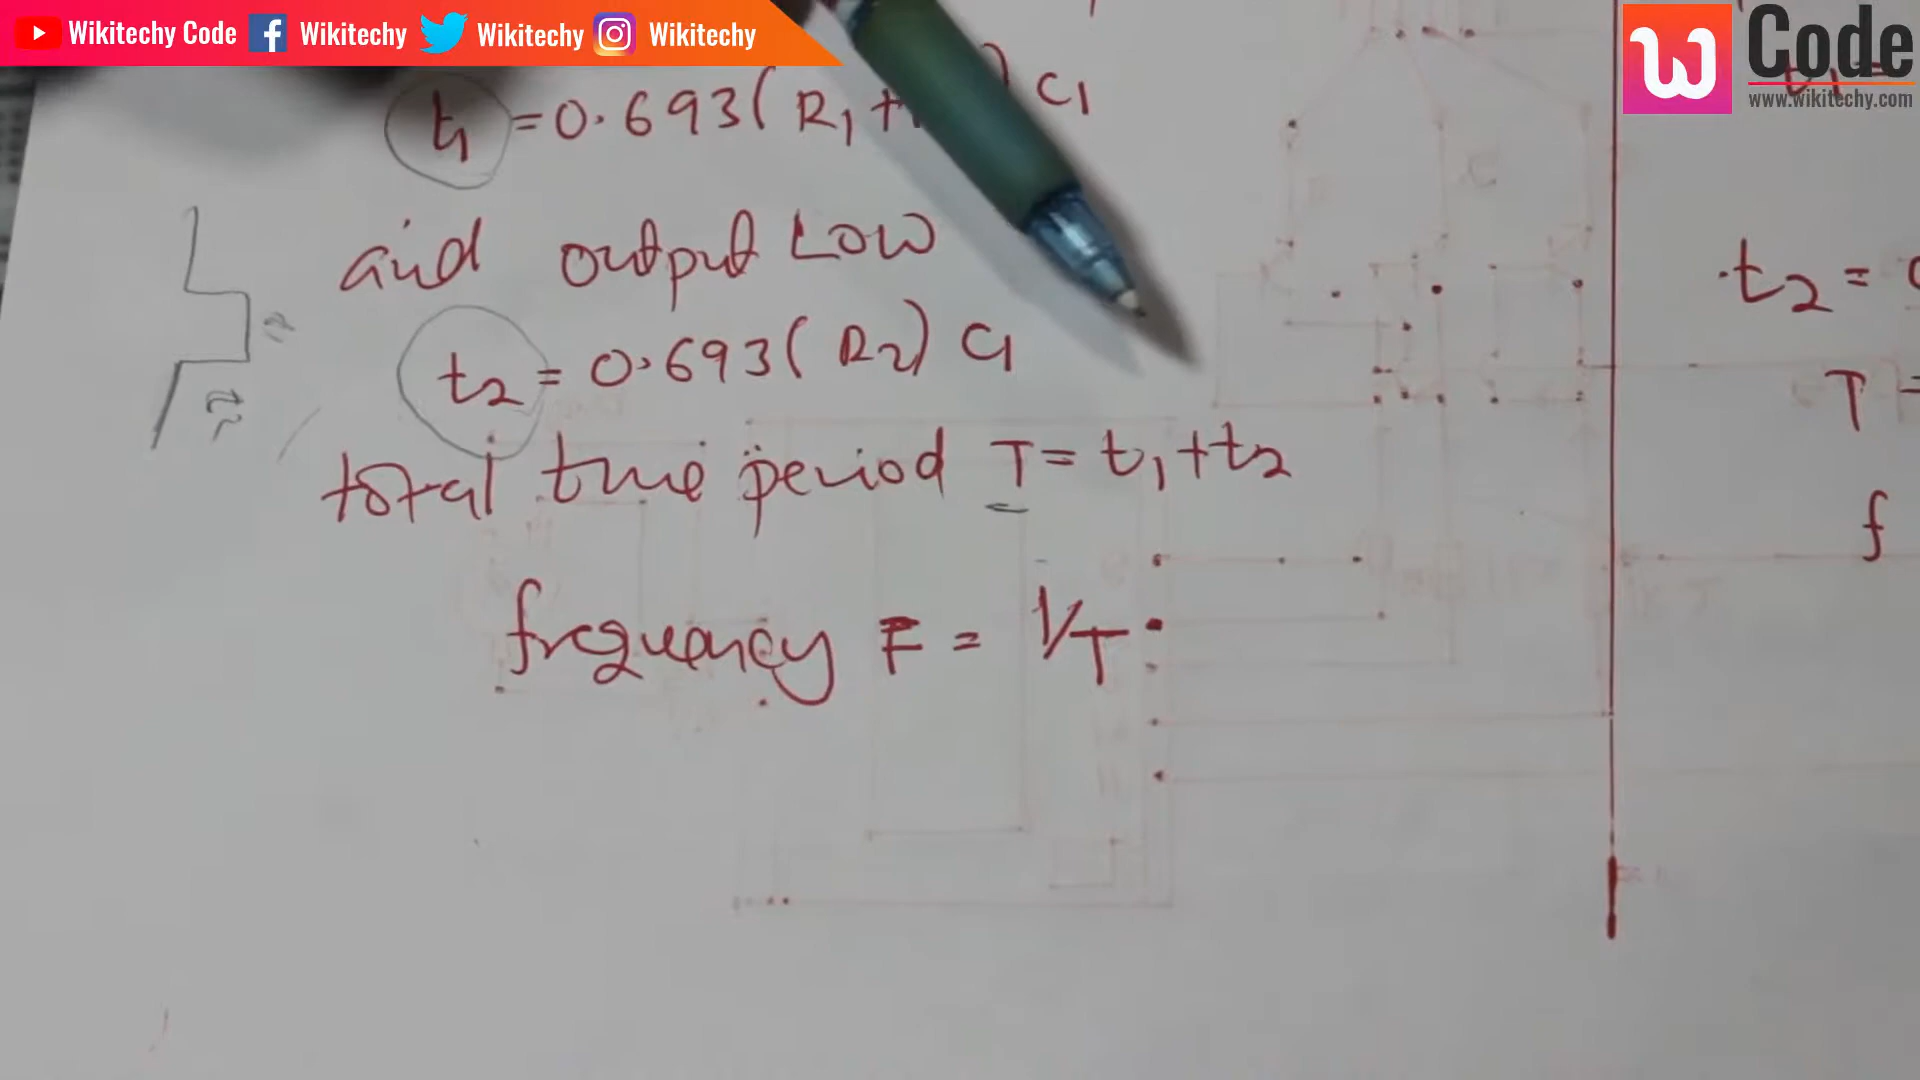 Wikitechy Code Wikitechy Wikitechy Wikitechy
Code
www.wikitechy.com
t1 = 0.693( R1 + ) C1
and output LOW
t2 = 0.693( R2) C1
total time period T = t1+t2
frequency F = 1/T
t1 =
t2 =
T =
f